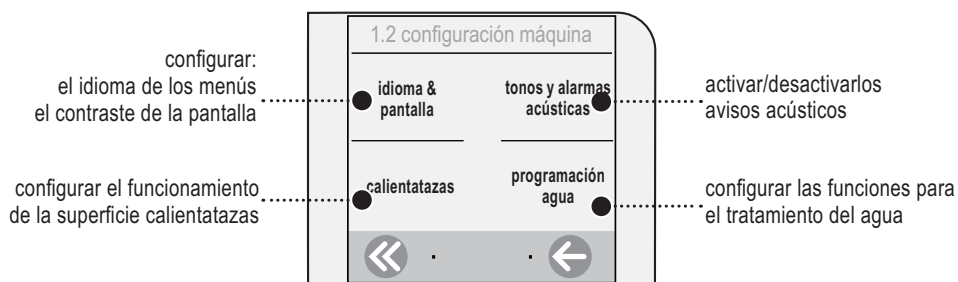 1.2 configuración máquina
configurar:
el idioma de los menús
el contraste de la pantalla
idioma &
pantalla
tonos y alarmas
acústicas
activar/desactivarlos
avisos acústicos
configurar el funcionamiento
de la superficie calientatazas
calientatazas
programación
agua
configurar las funciones para
el tratamiento del agua